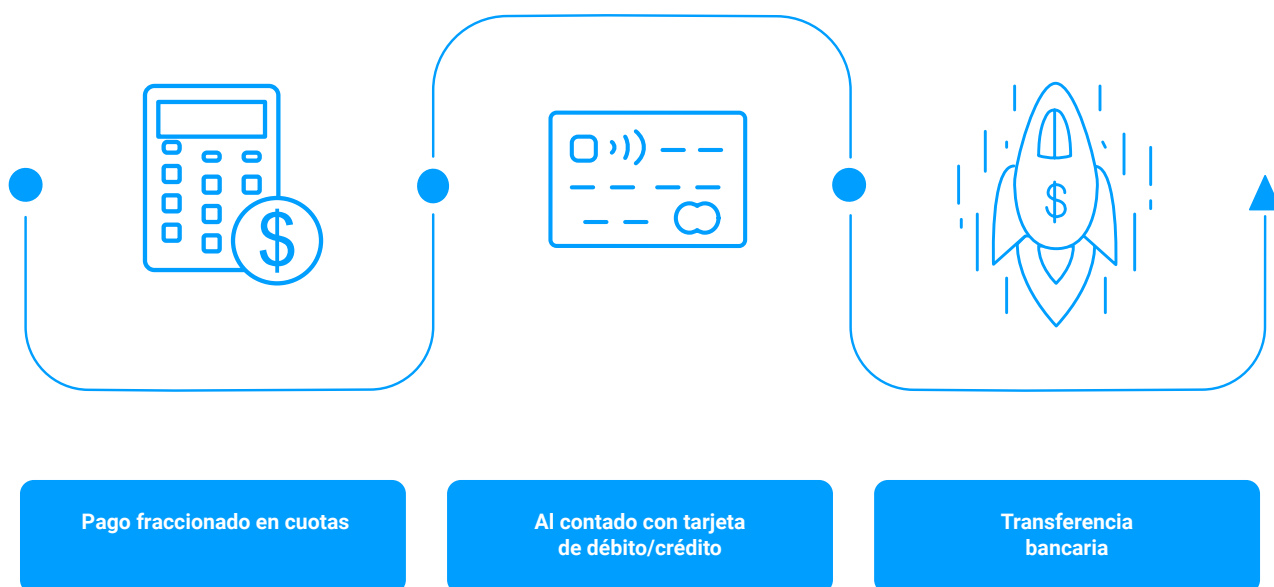 $
$
Pago fraccionado en cuotas
Al contado con tarjeta
de débito/crédito
Transferencia
bancaria